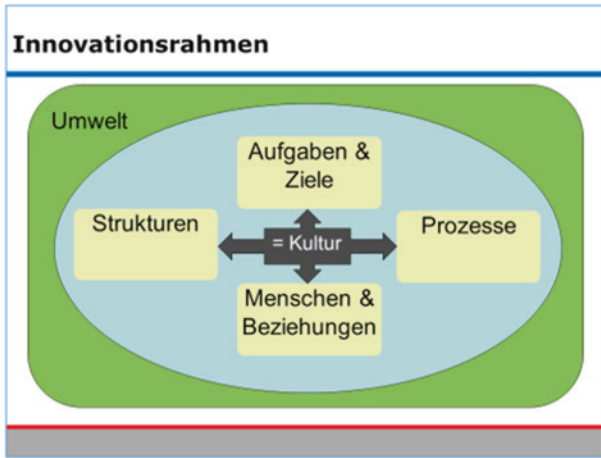 Innovationsrahmen
Umwelt
Aufgaben &
Ziele
Strukturen
= Kultur
Prozesse
Menschen &
Beziehungen